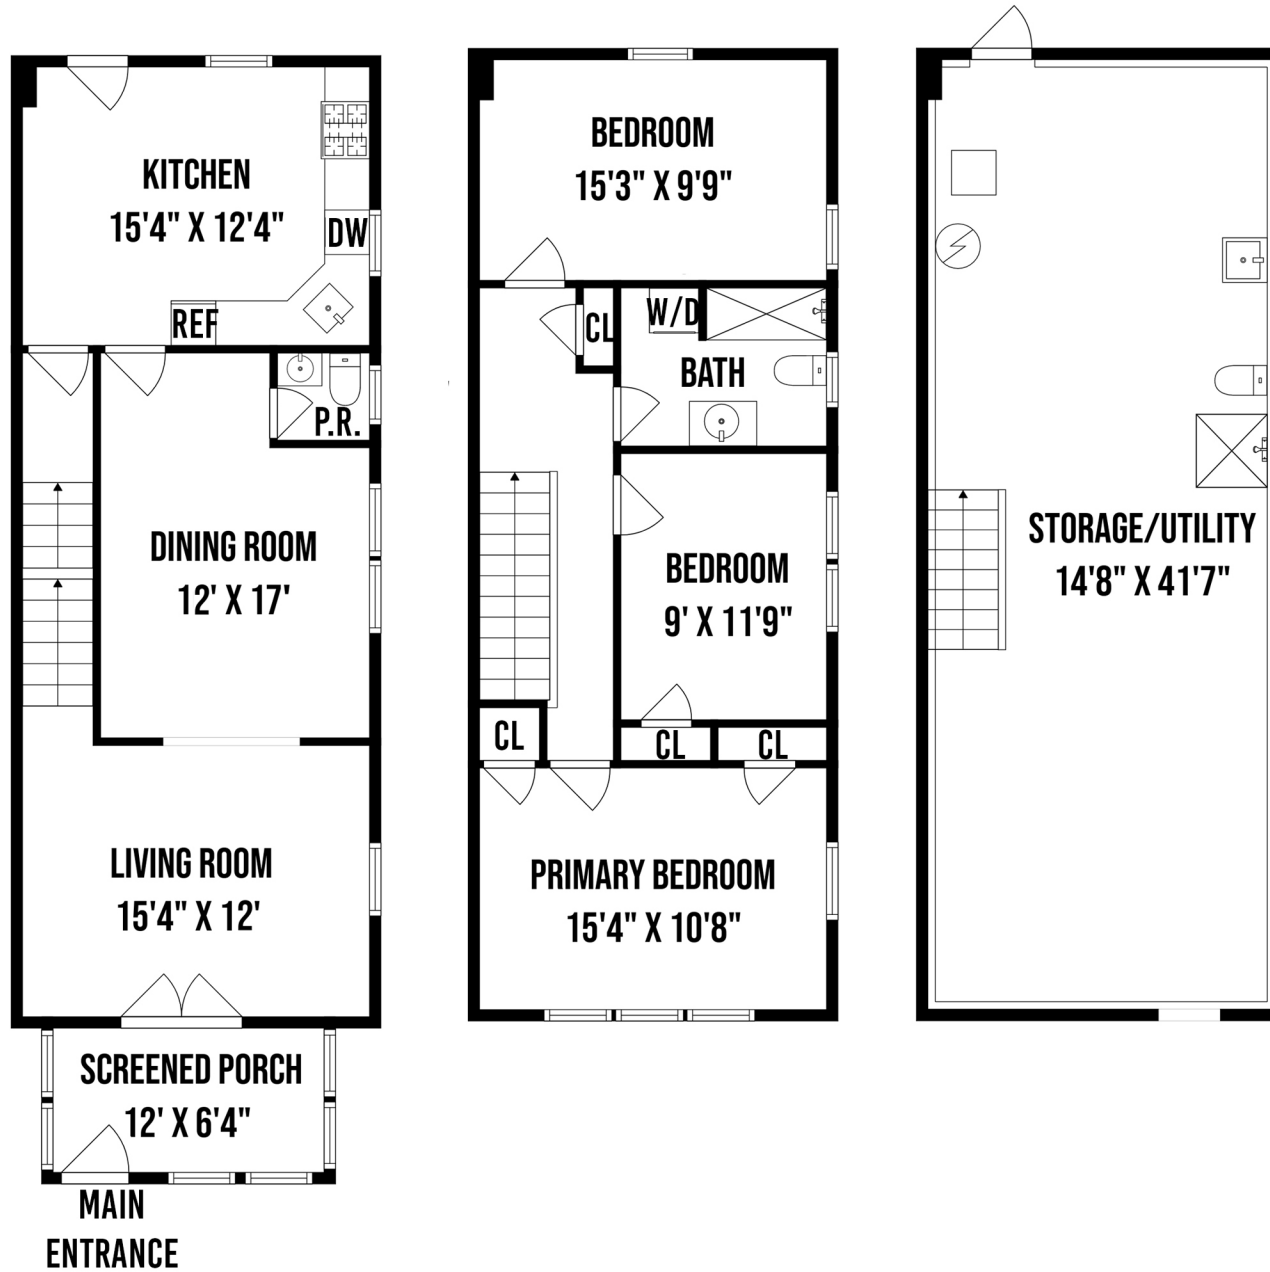 KITCHEN
15'4" X 12'4"
DW
REF
P.R.
DINING ROOM
12' X 17'
LIVING ROOM
15'4" X 12'
SCREENED PORCH
12' X 6'4"
MAIN
ENTRANCE
BEDROOM
15'3" X 9'9"
CL
W/D
BATH
BEDROOM
9' X 11'9"
CL
CL
CL
PRIMARY BEDROOM
15'4" X 10'8"
STORAGE/UTILITY
14'8" X 41'7"